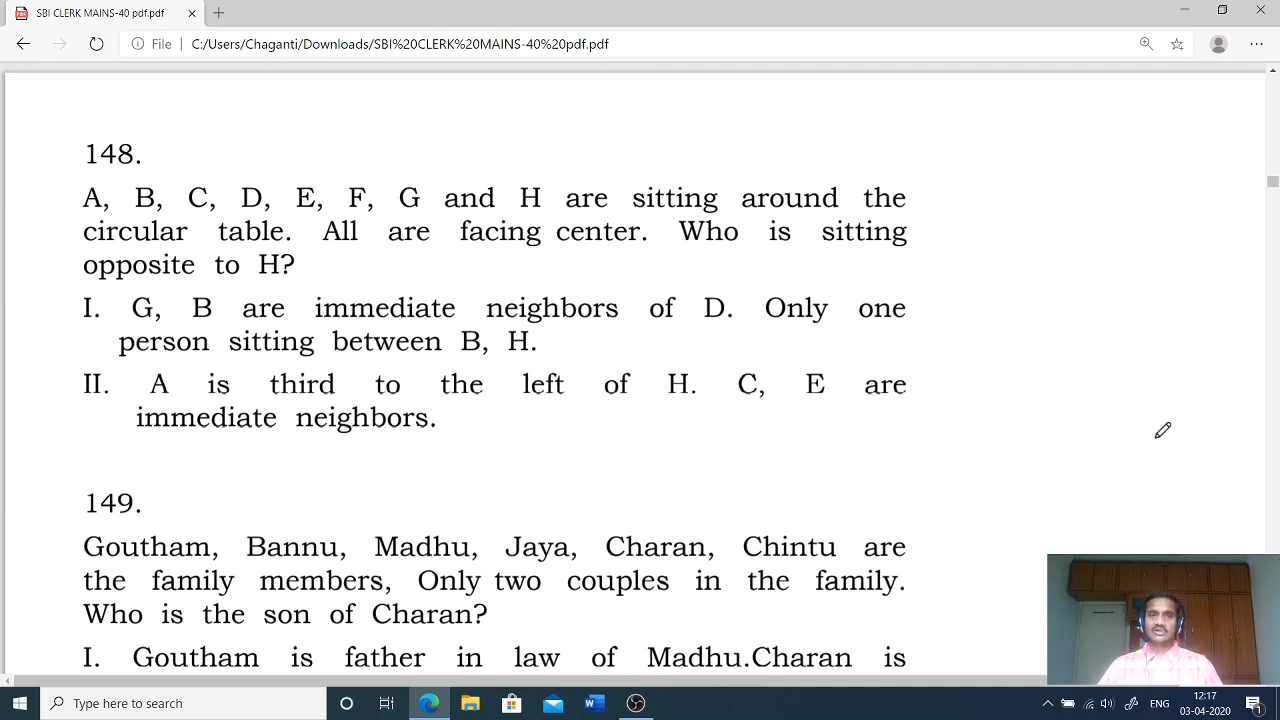 SBI CLERK MAINS-40 pdf.pdf
File | C:/Users/Chaganti/Downloads/SBI%20CLERK%20MAINS-40%20pdf.pdf
148.
A, B, C, D, E, F, G and H are sitting around the
circular table. All are facing center. Who is sitting
opposite to H?
I. G, B are immediate neighbors of D. Only one
person sitting between B, H.
II. A is third to the left of H. C, E are
immediate neighbors.
149.
Goutham, Bannu, Madhu, Jaya, Charan, Chintu are
the family members, Only two couples in the family.
Who is the son of Charan?
I. Goutham is father in law of Madhu.Charan is
Type here to search
ENG
12:17
03-04-2020